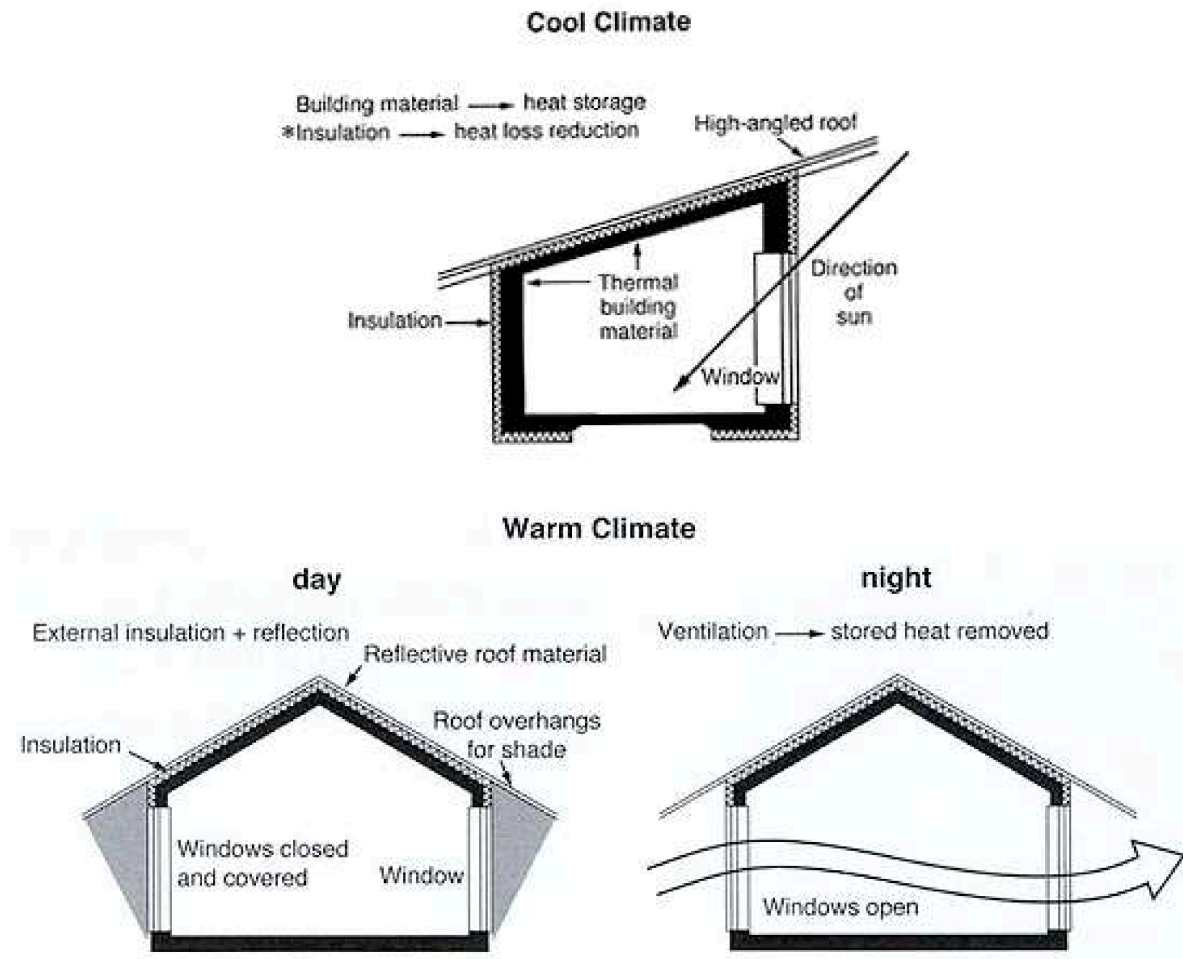 Cool Climate
Building material → heat storage
*Insulation → heat loss reduction
High-angled roof
Thermal
building
material
Direction
of
sun
Insulation
Window
Warm Climate
day
External insulation + reflection
Reflective roof material
Roof overhangs
for shade
Insulation
Windows closed
and covered
Window
night
Ventilation → stored heat removed
Windows open